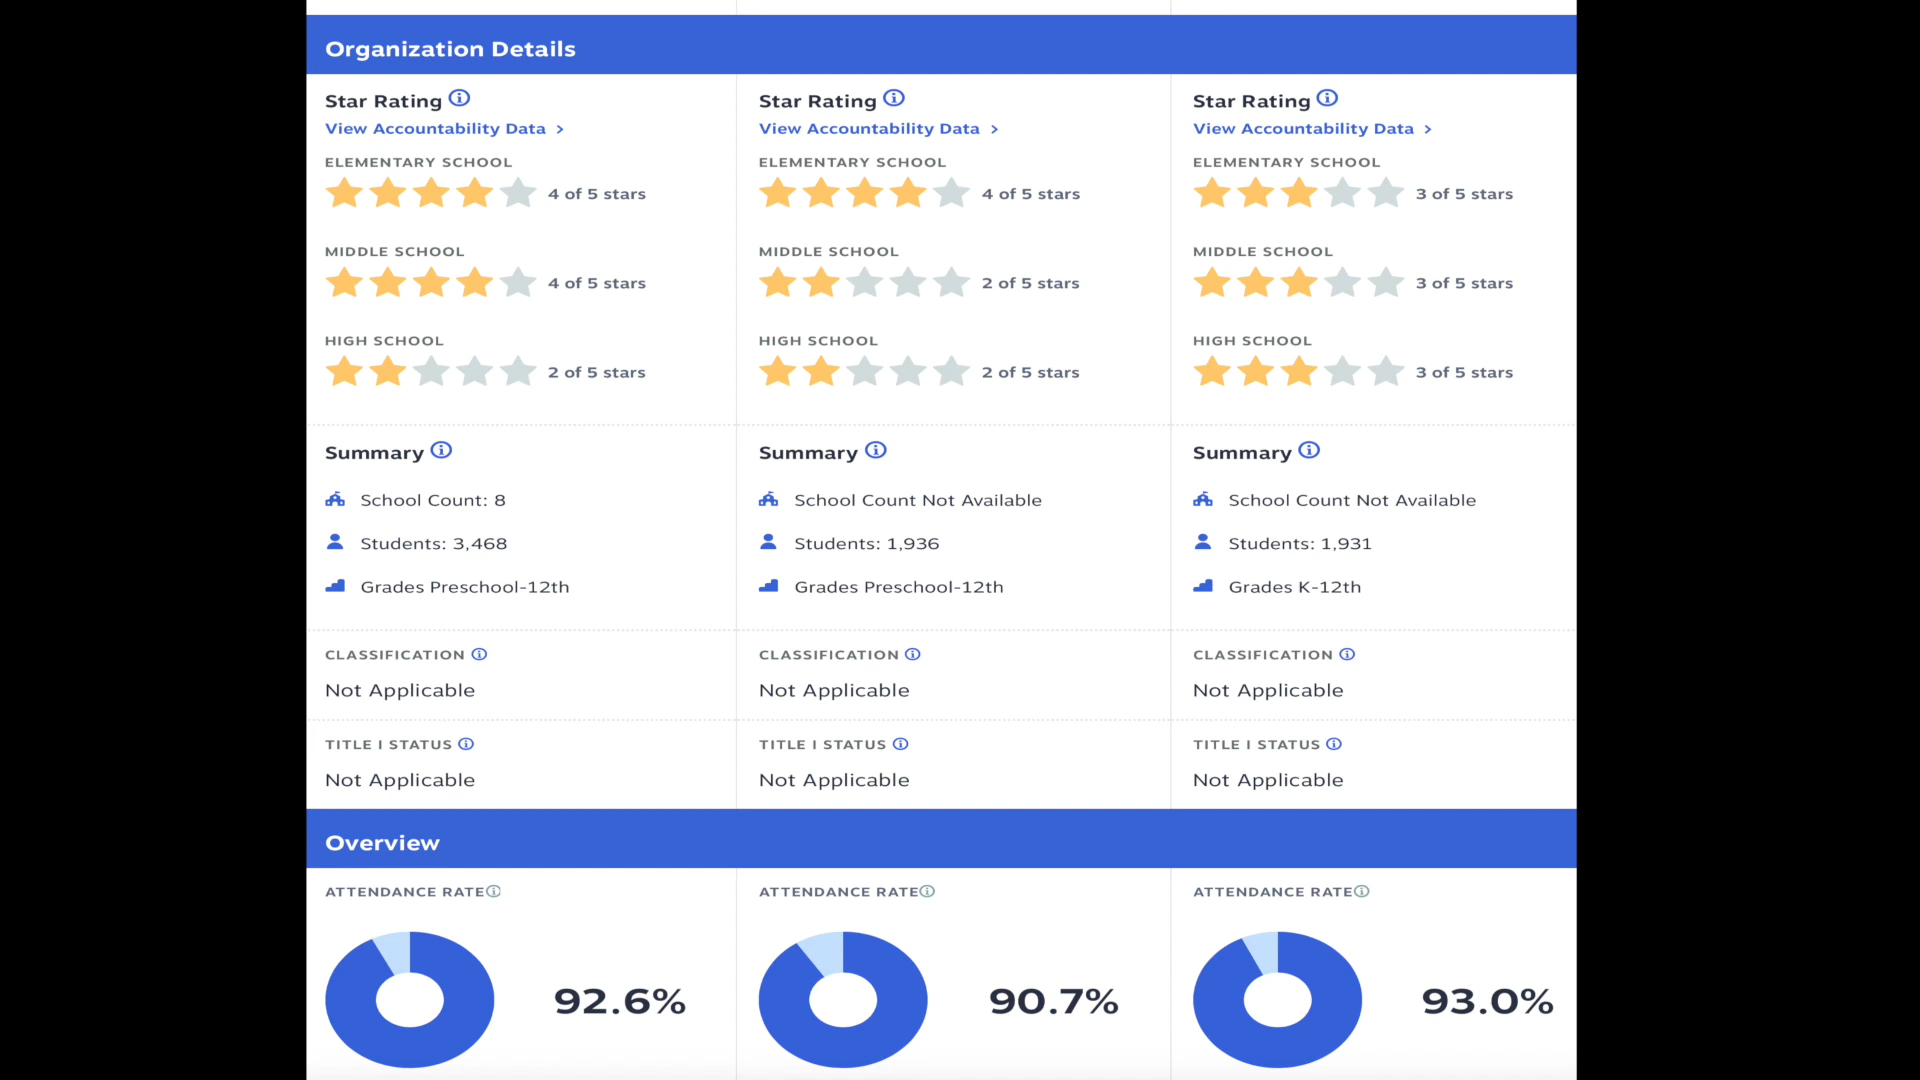 Organization Details
Star Rating
View Accountability Data >
ELEMENTARY SCHOOL
4 of 5 stars
MIDDLE SCHOOL
4 of 5 stars
HIGH SCHOOL
2 of 5 stars
Summary
School Count: 8
Students: 3,468
Grades Preschool-12th
CLASSIFICATION
Not Applicable
TITLE I STATUS
Not Applicable
Star Rating
View Accountability Data >
ELEMENTARY SCHOOL
4 of 5 stars
MIDDLE SCHOOL
2 of 5 stars
HIGH SCHOOL
2 of 5 stars
Summary
School Count Not Available
Students: 1,936
Grades Preschool-12th
CLASSIFICATION
Not Applicable
TITLE I STATUS
Not Applicable
Star Rating
View Accountability Data >
ELEMENTARY SCHOOL
3 of 5 stars
MIDDLE SCHOOL
3 of 5 stars
HIGH SCHOOL
3 of 5 stars
Summary
School Count Not Available
Students: 1,931
Grades K-12th
CLASSIFICATION
Not Applicable
TITLE I STATUS
Not Applicable
Overview
ATTENDANCE RATE
92.6%
ATTENDANCE RATE
90.7%
ATTENDANCE RATE
93.0%